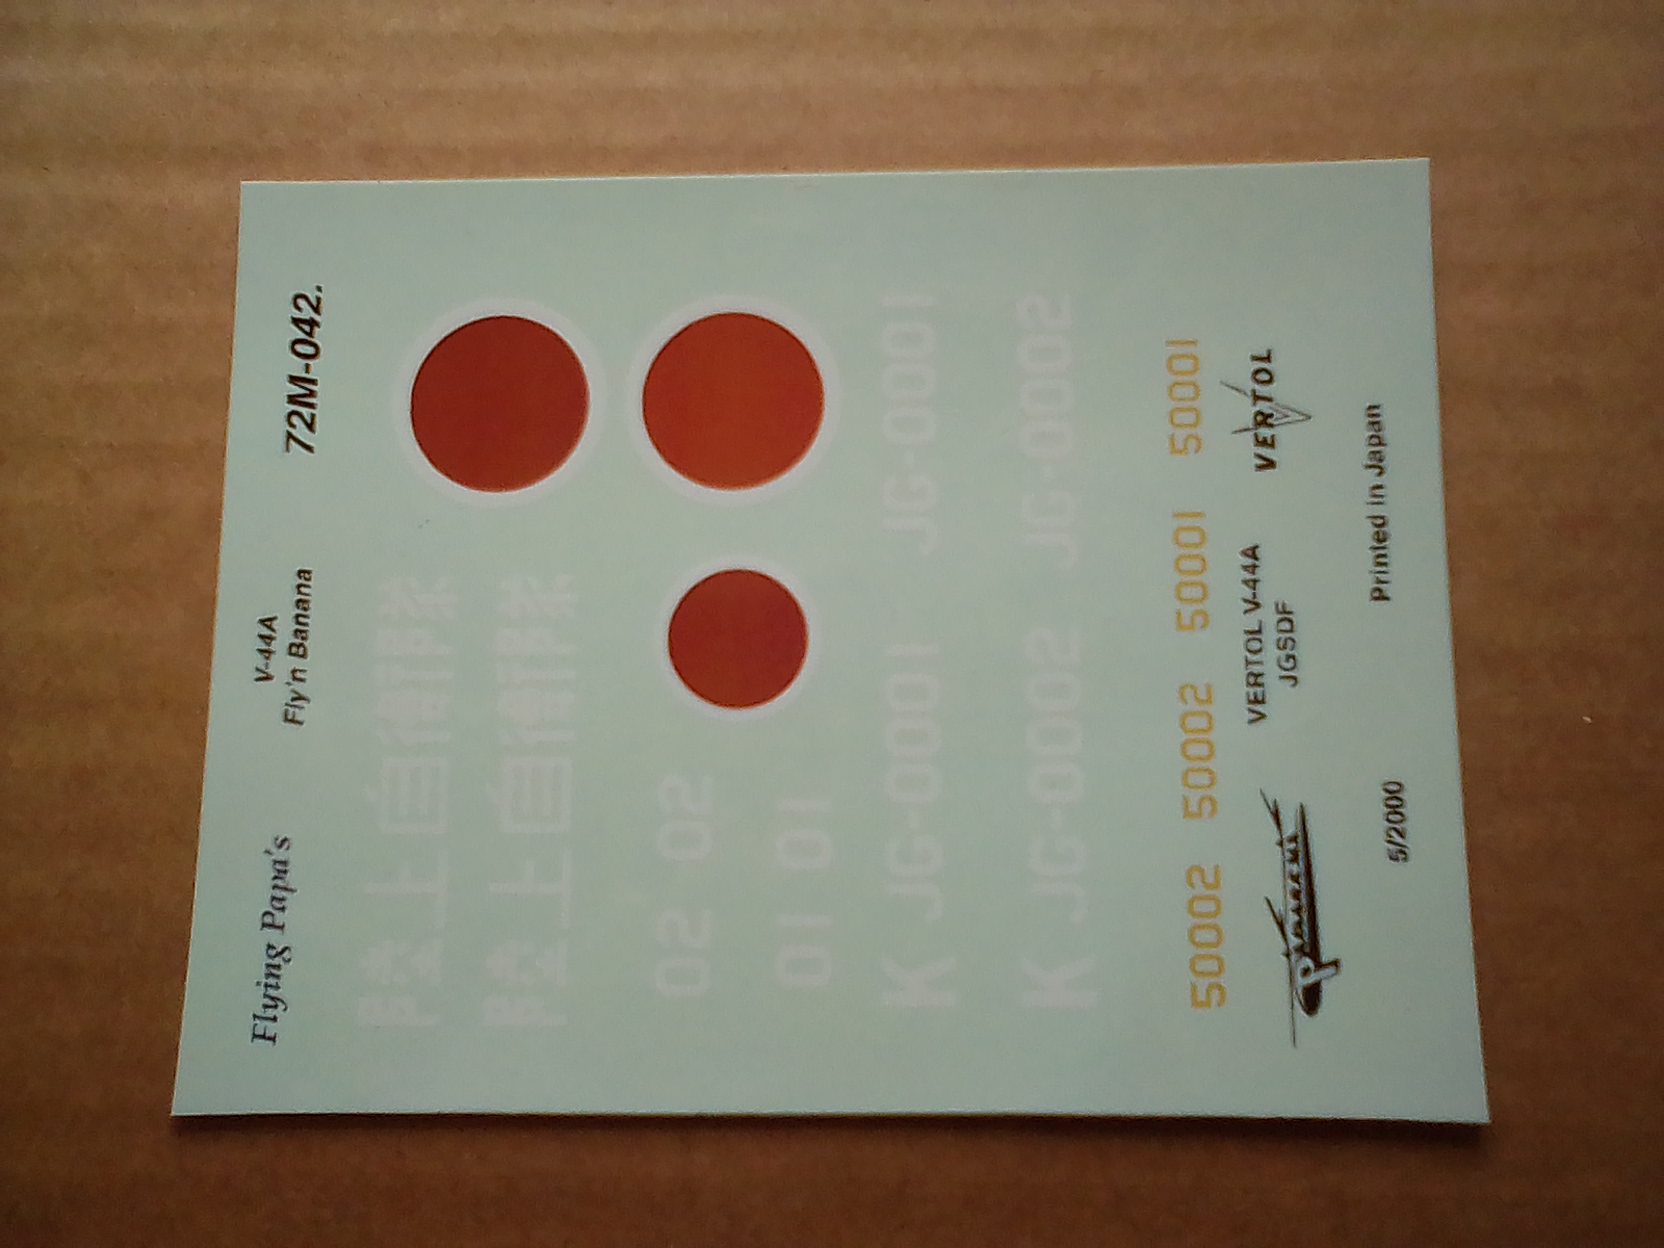 Flying Papa's
V-44A
Fly'n Banana
72M-042.
陸上自衛隊
陸上自衛隊
02 02
01 01
K JG-0001 JG-0001
K JG-0002 JG-0002
50002 50002 50001 50001
Piasecki
VERTOL V-44A
JGSDF
VERTOL
5/2000
Printed in Japan